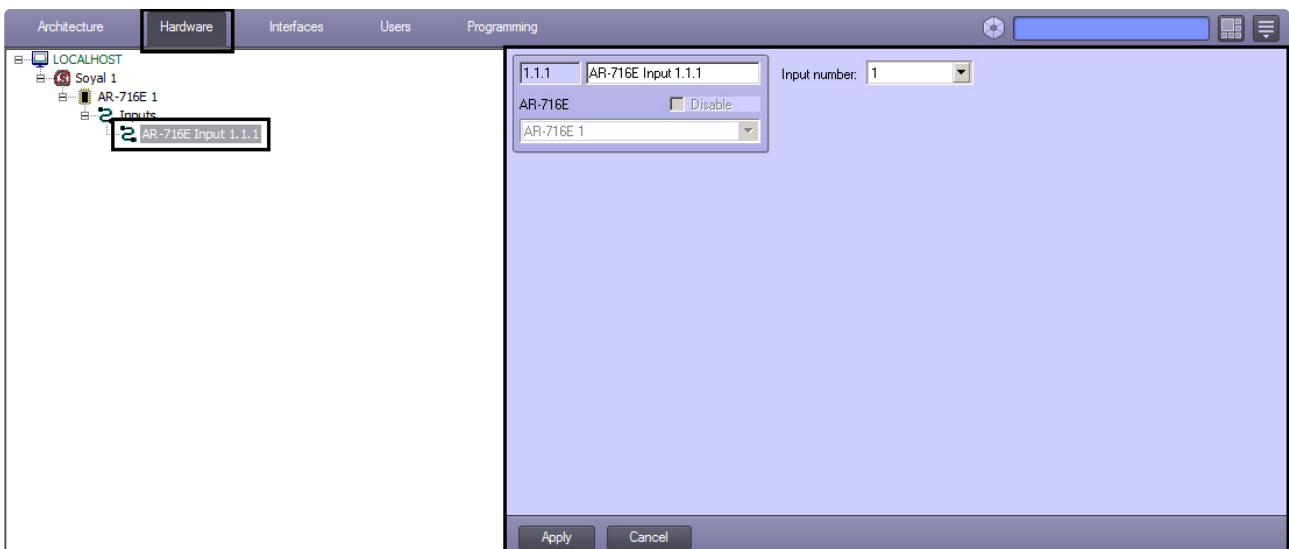 Architecture Hardware Interfaces Users Programming
LOCALHOST
Soyal 1
AR-716E 1
Inputs
AR-716E Input 1.1.1
1.1.1 AR-716E Input 1.1.1 Input number: 1
AR-716E Disable
AR-716E 1
Apply Cancel